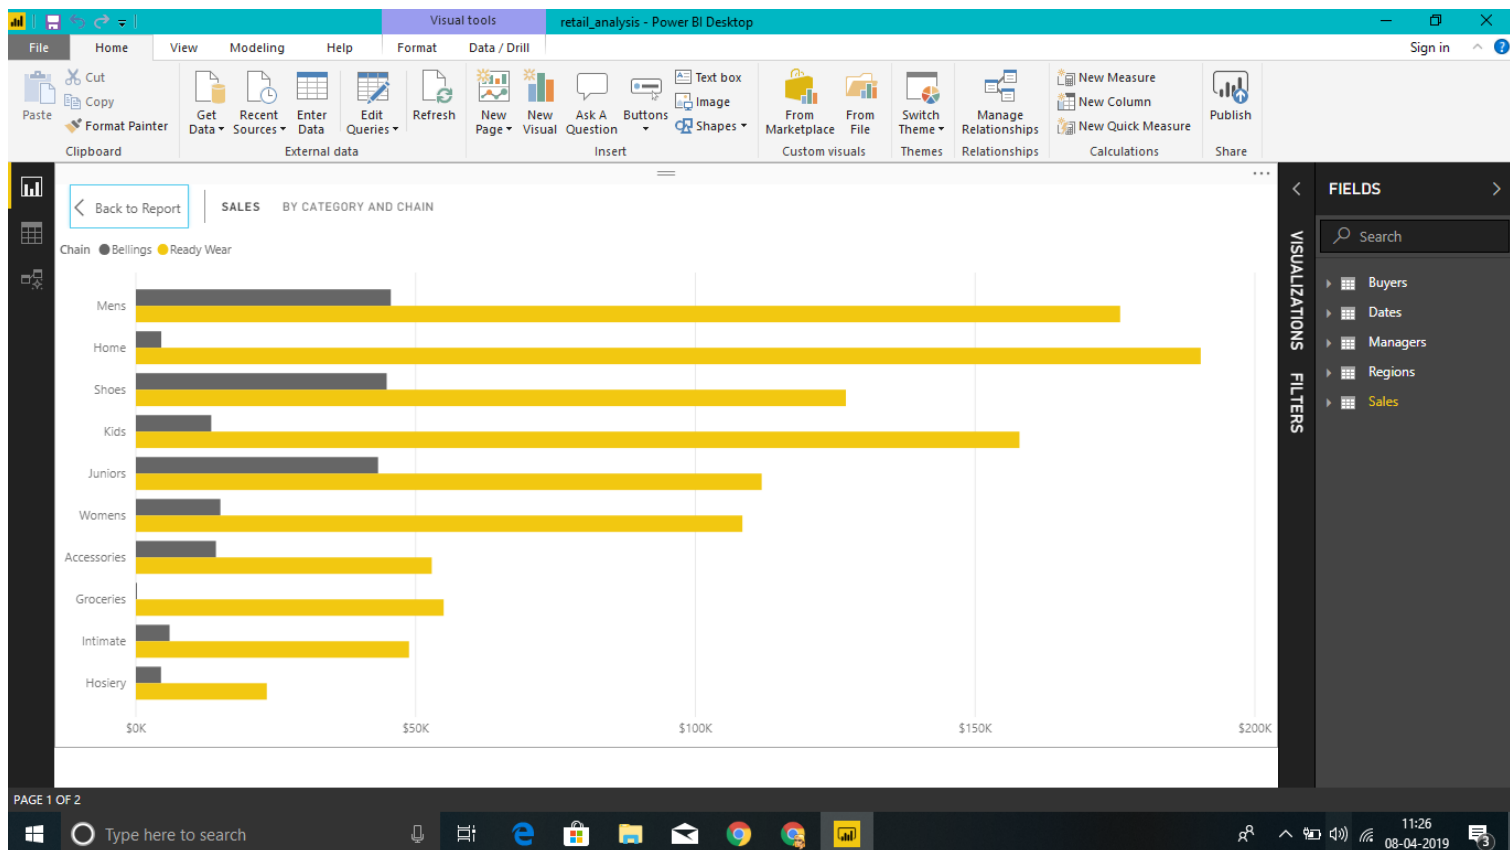 Visual tools
retail_analysis - Power BI Desktop
File Home View Modeling Help Format Data / Drill Sign in
Paste
Cut
Copy
Format Painter
Clipboard
Get Data
Recent Sources
Enter Data
Edit Queries
External data
Refresh
New Page
New Visual
Ask A Question
Buttons
Text box
Image
Shapes
Insert
From Marketplace
From File
Custom visuals
Switch Theme
Themes
Manage Relationships
Relationships
New Measure
New Column
New Quick Measure
Calculations
Publish
Share
Back to Report
SALES BY CATEGORY AND CHAIN
Chain Bellings Ready Wear
Mens
Home
Shoes
Kids
Juniors
Womens
Accessories
Groceries
Intimate
Hosiery
$0K $50K $100K $150K $200K
VISUALIZATIONS
FILTERS
FIELDS
Search
Buyers
Dates
Managers
Regions
Sales
PAGE 1 OF 2
Type here to search
11:26
08-04-2019
3